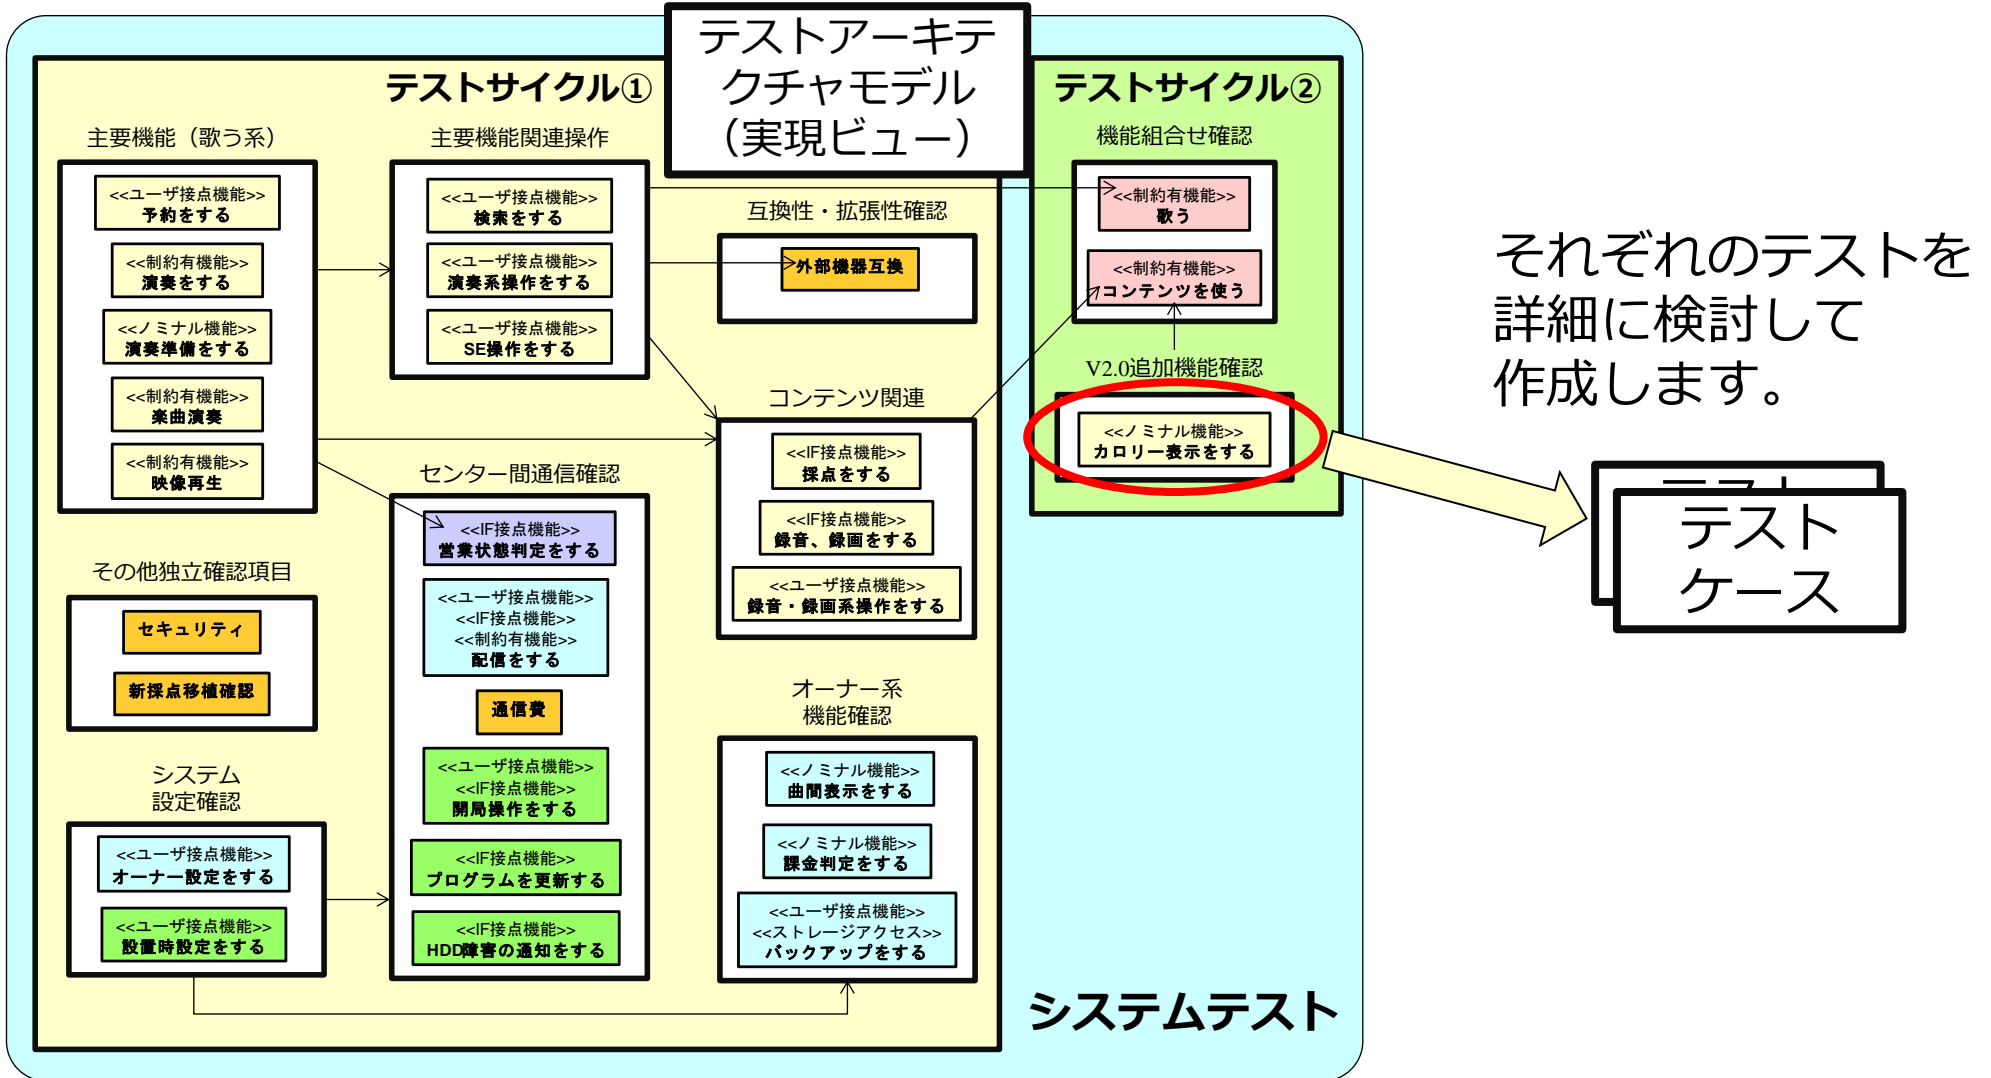 テストアーキテ
クチャモデル
（実現ビュー）
テストサイクル①
主要機能（歌う系）
<<ユーザ接点機能>>
予約をする
<<制約有機能>>
演奏をする
<<ノミナル機能>>
演奏準備をする
<<制約有機能>>
楽曲演奏
<<制約有機能>>
映像再生
主要機能関連操作
<<ユーザ接点機能>>
検索をする
<<ユーザ接点機能>>
演奏系操作をする
<<ユーザ接点機能>>
SE操作をする
互換性・拡張性確認
外部機器互換
コンテンツ関連
<<IF接点機能>>
採点をする
<<IF接点機能>>
録音、録画をする
<<ユーザ接点機能>>
録音・録画系操作をする
センター間通信確認
<<IF接点機能>>
営業状態判定をする
<<ユーザ接点機能>>
<<IF接点機能>>
<<制約有機能>>
配信をする
通信費
<<ユーザ接点機能>>
<<IF接点機能>>
開局操作をする
<<IF接点機能>>
プログラムを更新する
<<IF接点機能>>
HDD障害の通知をする
その他独立確認項目
セキュリティ
新採点移植確認
システム
設定確認
<<ユーザ接点機能>>
オーナー設定をする
<<ユーザ接点機能>>
設置時設定をする
オーナー系
機能確認
<<ノミナル機能>>
曲間表示をする
<<ノミナル機能>>
課金判定をする
<<ユーザ接点機能>>
<<ストレージアクセス>>
バックアップをする
テストサイクル②
機能組合せ確認
<<制約有機能>>
歌う
<<制約有機能>>
コンテンツを使う
V2.0追加機能確認
<<ノミナル機能>>
カロリー表示をする
システムテスト
それぞれのテストを
詳細に検討して
作成します。
テスト
テスト
ケース